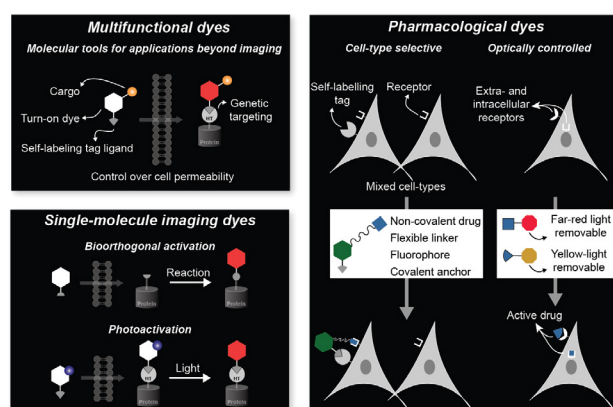 Multifunctional dyes
Molecular tools for applications beyond imaging
Cargo
Turn-on dye
Self-labeling tag ligand
HT
Protein
Genetic
targeting
Control over cell permeability
Single-molecule imaging dyes
Bioorthogonal activation
Reaction
Protein
Protein
Photoactivation
Light
HT
Protein
HT
Protein
Pharmacological dyes
Cell-type selective
Optically controlled
Self-labelling
tag
Receptor
Extra- and
intracellular
receptors
Mixed cell-types
Non-covalent drug
Flexible linker
Fluorophore
Covalent anchor
Far-red light
removable
Yellow-light
removable
Active drug